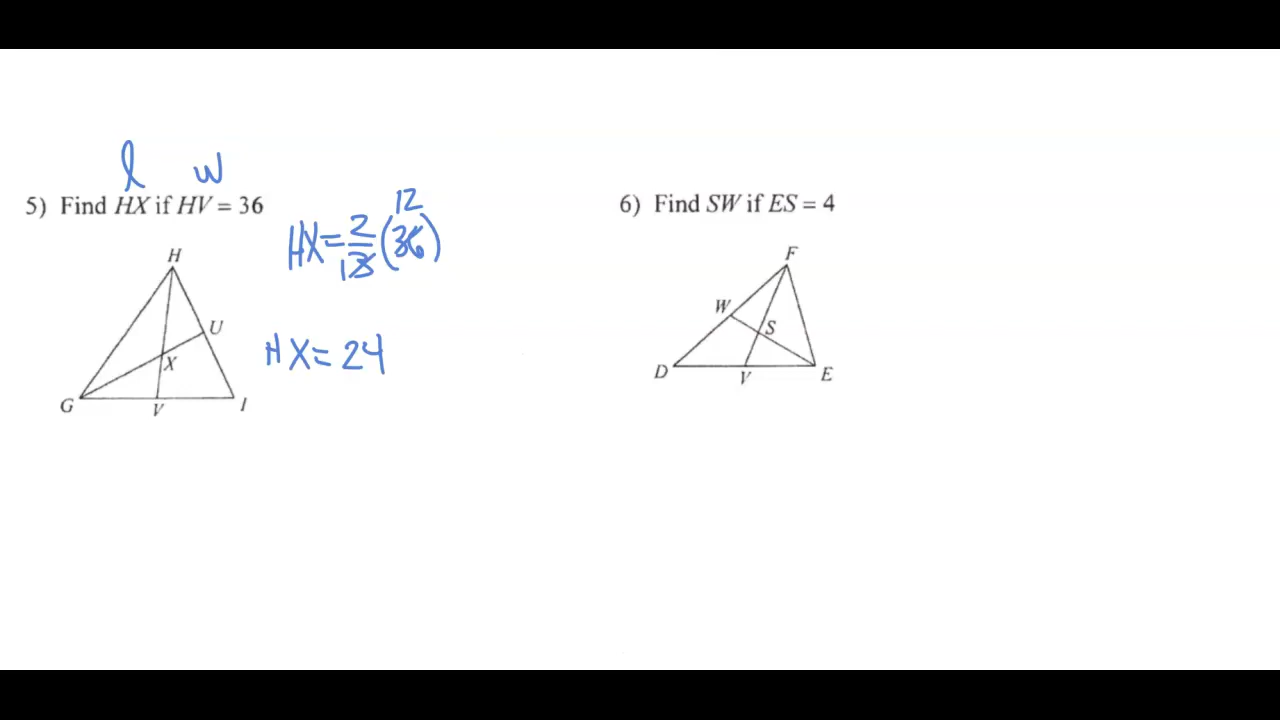 l w
5) Find HX if HV = 36
12
HX = 2/13 (36)
HX = 24
H
U
X
G
V
I
6) Find SW if ES = 4
F
W
S
D
V
E